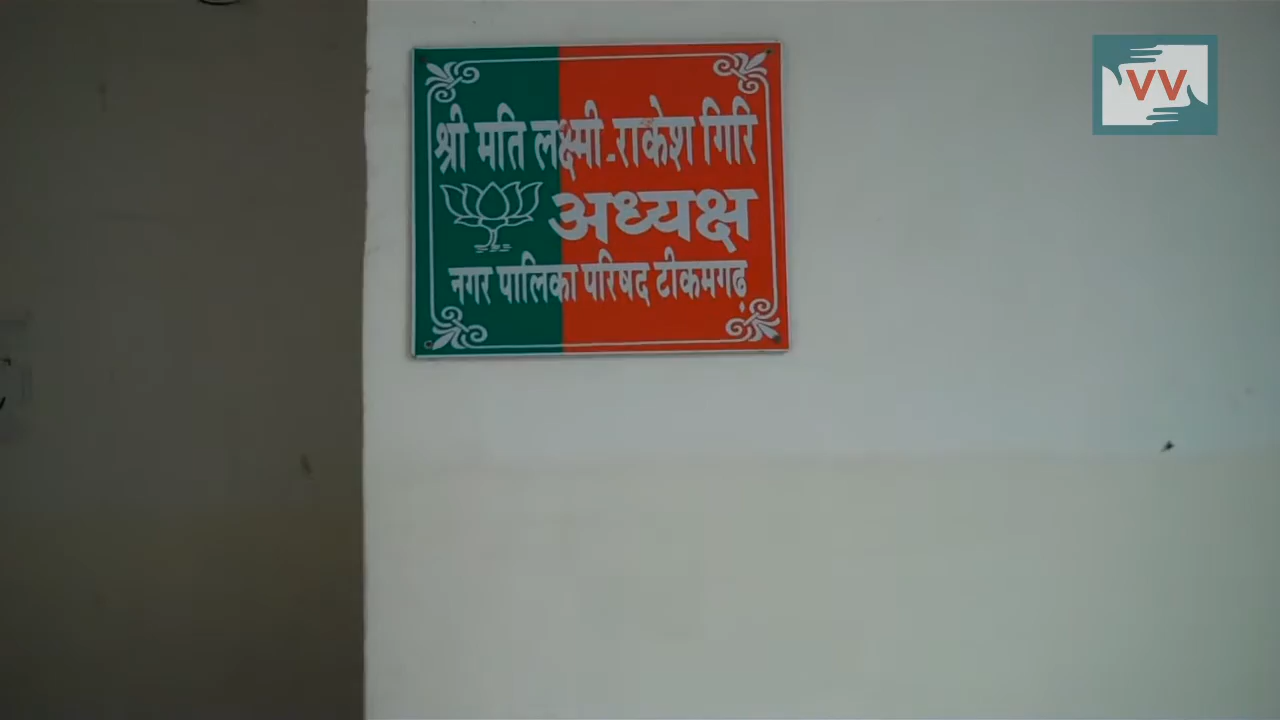 श्री मति लक्ष्मी-राकेश गिरि
अध्यक्ष
नगर पालिका परिषद टीकमगढ़
VV